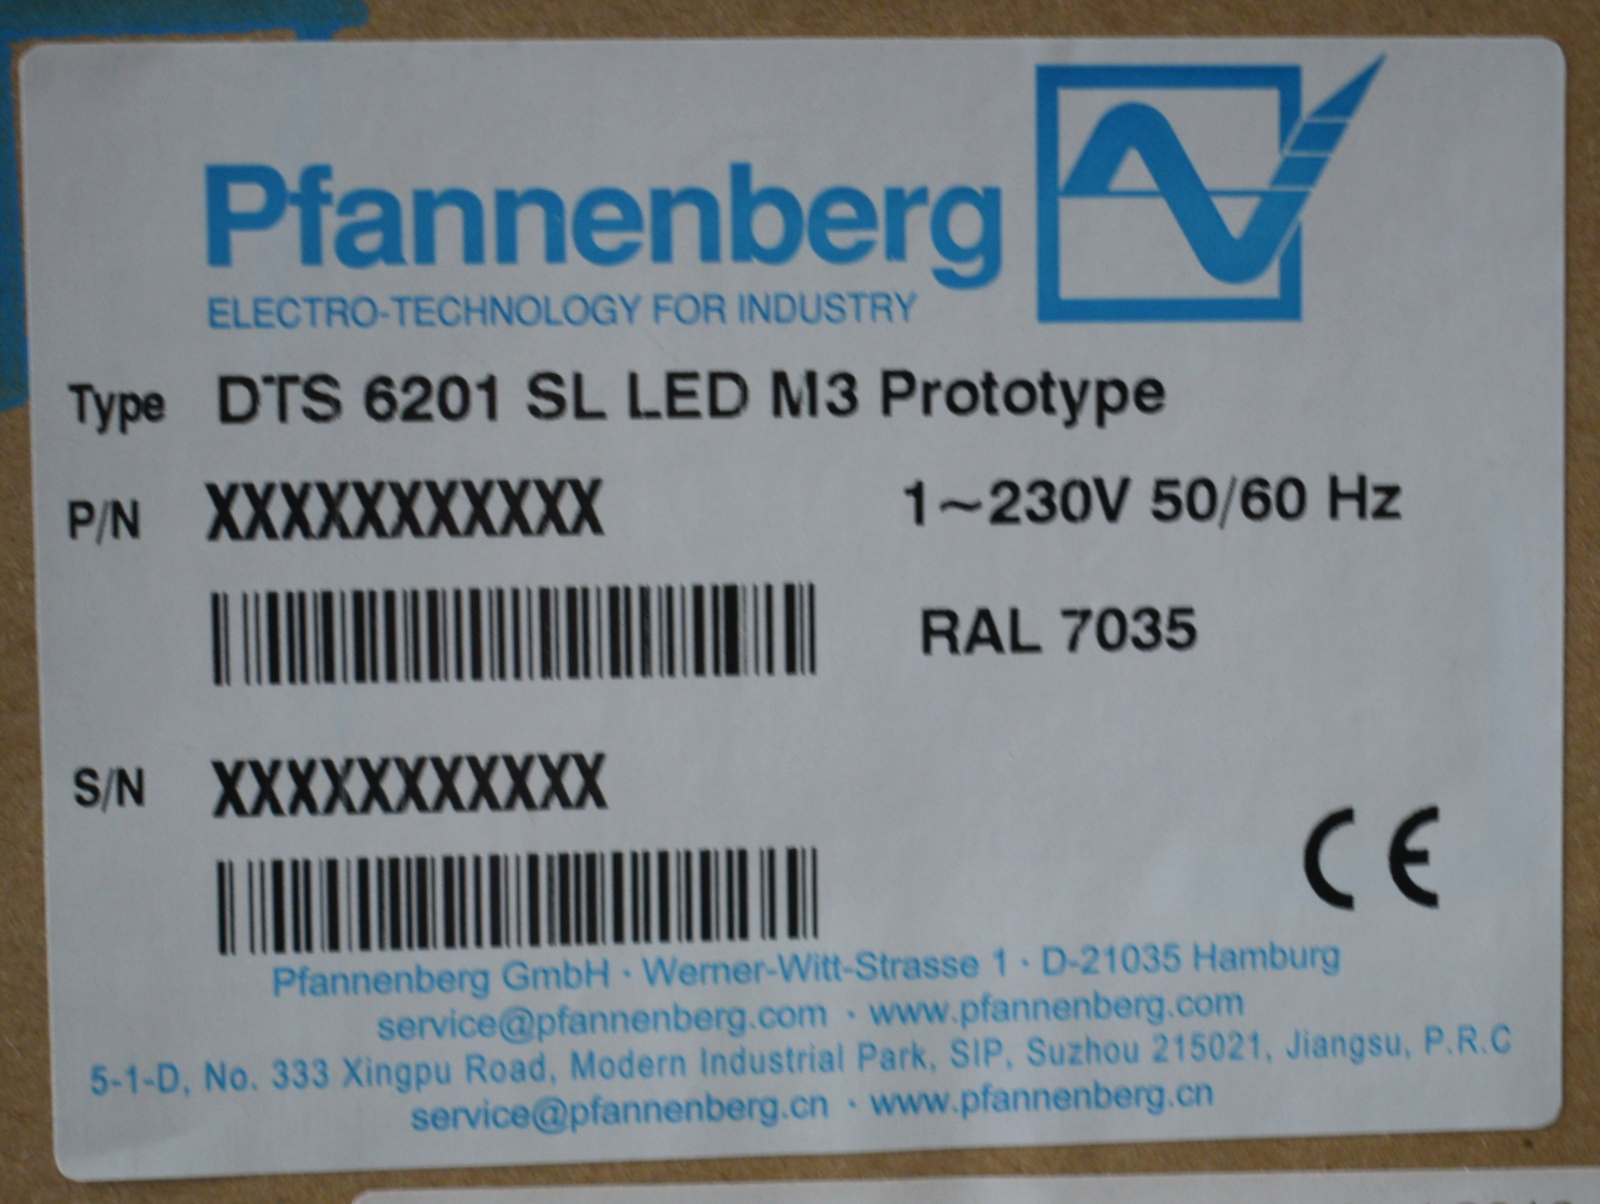 Pfannenberg
ELECTRO-TECHNOLOGY FOR INDUSTRY
Type DTS 6201 SL LED M3 Prototype
P/N XXXXXXXXXXX 1~230V 50/60 Hz
RAL 7035
S/N XXXXXXXXXXX
CE
Pfannenberg GmbH · Werner-Witt-Strasse 1 · D-21035 Hamburg
service@pfannenberg.com · www.pfannenberg.com
5-1-D, No. 333 Xingpu Road, Modern Industrial Park, SIP, Suzhou 215021, Jiangsu, P.R.C
service@pfannenberg.cn · www.pfannenberg.cn